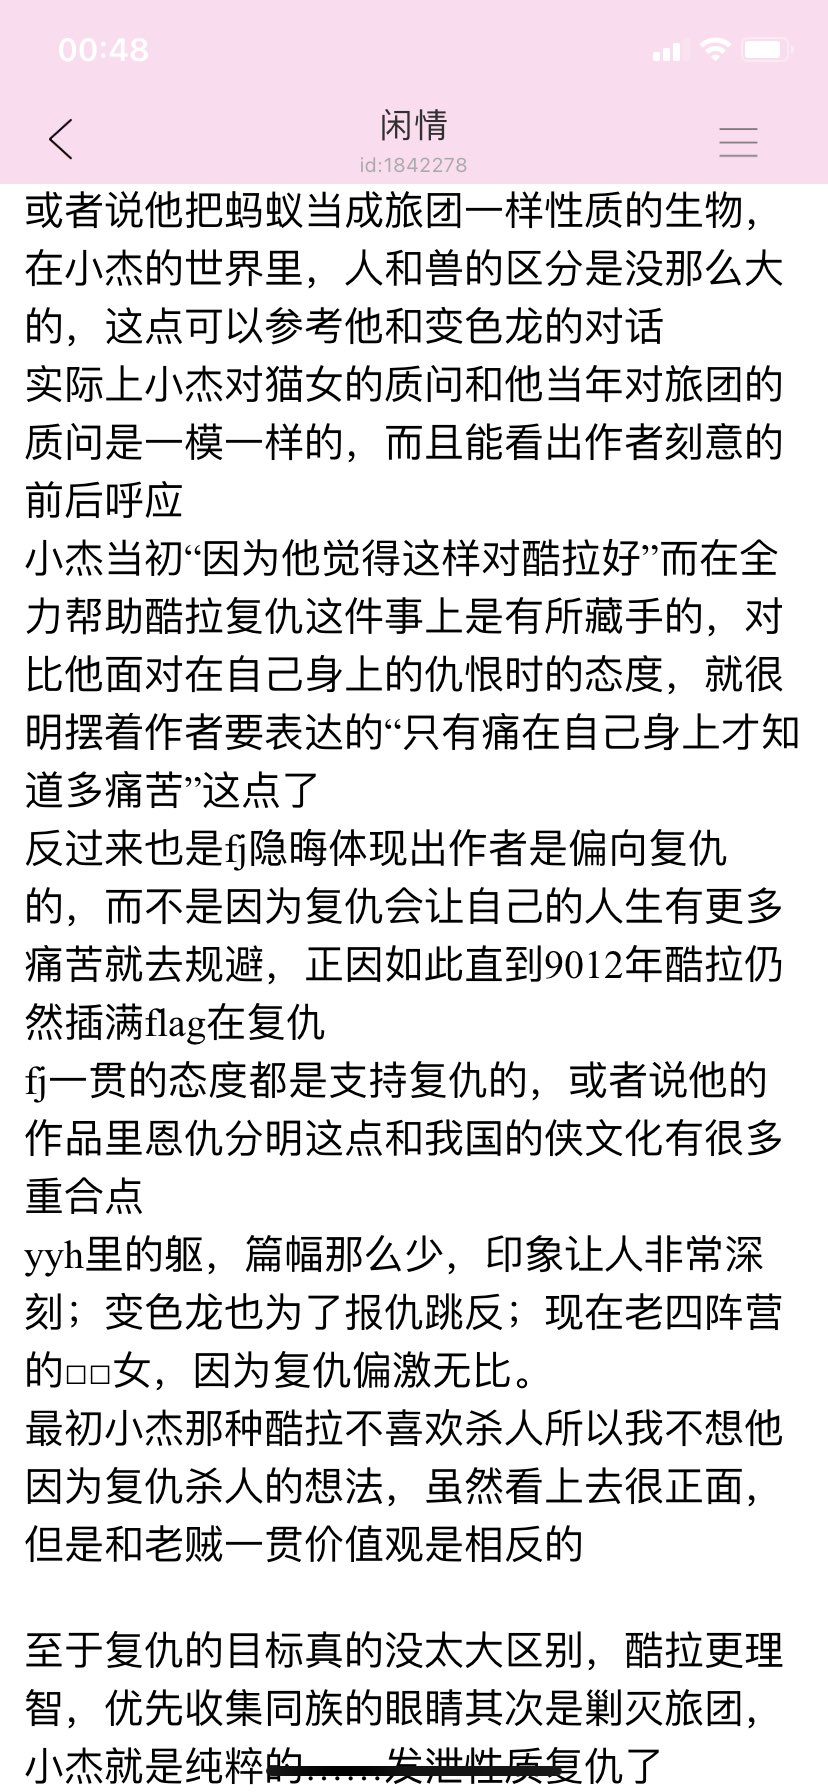 00:48
闲情
id:1842278
或者说他把蚂蚁当成旅团一样性质的生物，
在小杰的世界里，人和兽的区分是没那么大
的，这点可以参考他和变色龙的对话
实际上小杰对猫女的质问和他当年对旅团的
质问是一模一样的，而且能看出作者刻意的
前后呼应
小杰当初“因为他觉得这样对酷拉好”而在全
力帮助酷拉复仇这件事上是有所藏手的，对
比他面对在自己身上的仇恨时的态度，就很
明摆着作者要表达的“只有痛在自己身上才知
道多痛苦”这点了
反过来也是fj隐晦体现出作者是偏向复仇
的，而不是因为复仇会让自己的人生有更多
痛苦就去规避，正因如此直到9012年酷拉仍
然插满flag在复仇
fj一贯的态度都是支持复仇的，或者说他的
作品里恩仇分明这点和我国的侠文化有很多
重合点
yyh里的躯，篇幅那么少，印象让人非常深
刻；变色龙也为了报仇跳反；现在老四阵营
的□□女，因为复仇偏激无比。
最初小杰那种酷拉不喜欢杀人所以我不想他
因为复仇杀人的想法，虽然看上去很正面，
但是和老贼一贯价值观是相反的
至于复仇的目标真的没太大区别，酷拉更理
智，优先收集同族的眼睛其次是剿灭旅团，
小杰就是纯粹的……发泄性质复仇了